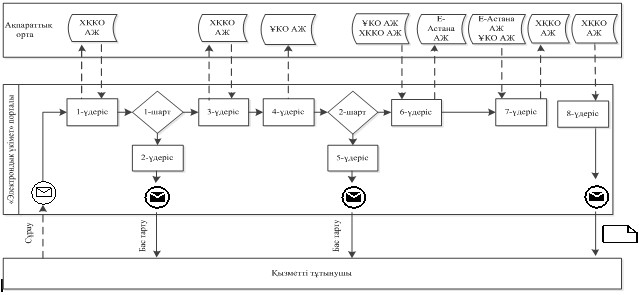 Ақпараттық
орта
ХҚКО
АЖ
ХҚКО
АЖ
ҰКО АЖ
ҰКО АЖ
ХҚКО АЖ
Е-
Астана
АЖ
Е-Астана
АЖ
ҰКО АЖ
ХҚКО
АЖ
ХҚКО
АЖ
«Электрондық үкімет» порталы
1-үдеріс
1-шарт
3-үдеріс
4-үдеріс
2-шарт
6-үдеріс
7-үдеріс
8-үдеріс
2-үдеріс
5-үдеріс
Сұрау
Бас тарту
Бас тарту
Қызметті тұтынушы